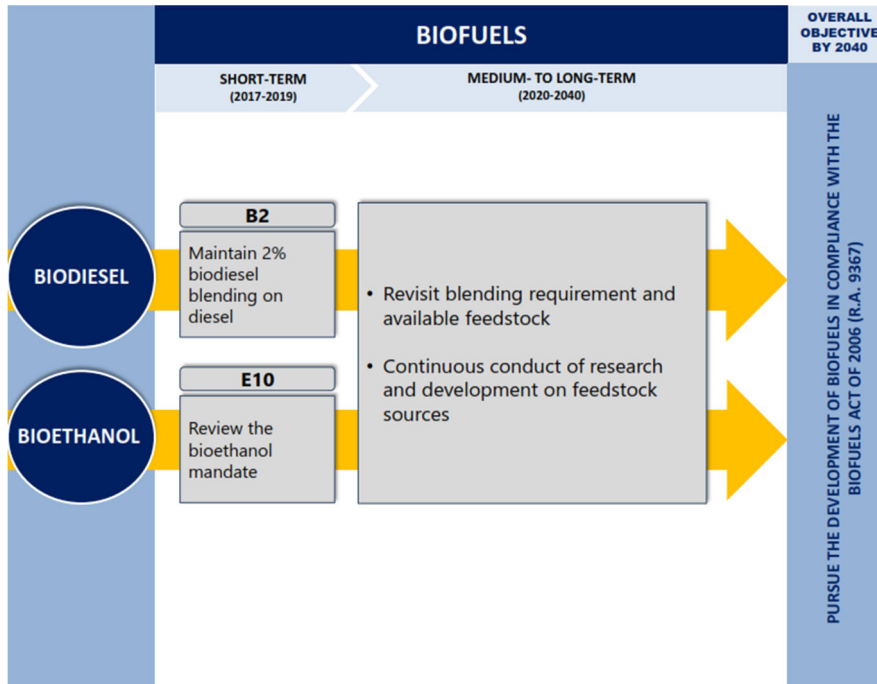 BIOFUELS
OVERALL
OBJECTIVE
BY 2040
SHORT-TERM
(2017-2019)
MEDIUM- TO LONG-TERM
(2020-2040)
BIODIESEL
B2
Maintain 2%
biodiesel
blending on
diesel
BIOETHANOL
E10
Review the
bioethanol
mandate
• Revisit blending requirement and
available feedstock
• Continuous conduct of research
and development on feedstock
sources
PURSUE THE DEVELOPMENT OF BIOFUELS IN COMPLIANCE WITH THE
BIOFUELS ACT OF 2006 (R.A. 9367)